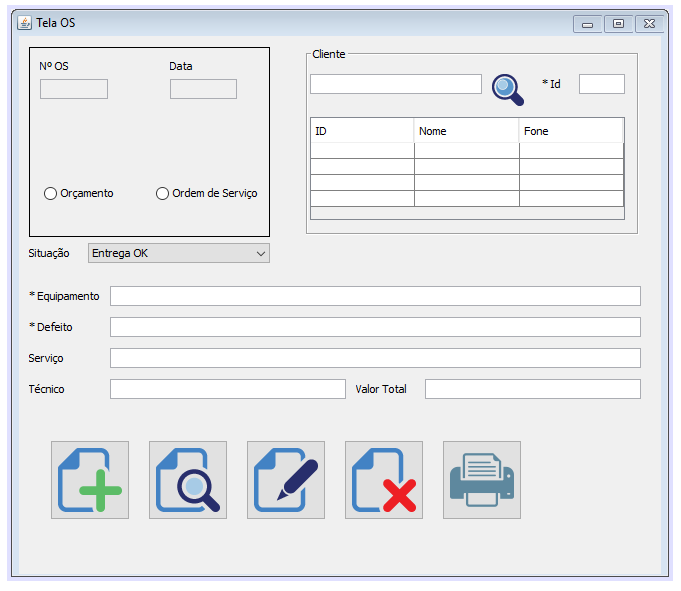 Tela OS
Nº OS
Data
Orçamento
Ordem de Serviço
Cliente
* Id
ID Nome Fone
Situação Entrega OK
* Equipamento
* Defeito
Serviço
Técnico Valor Total